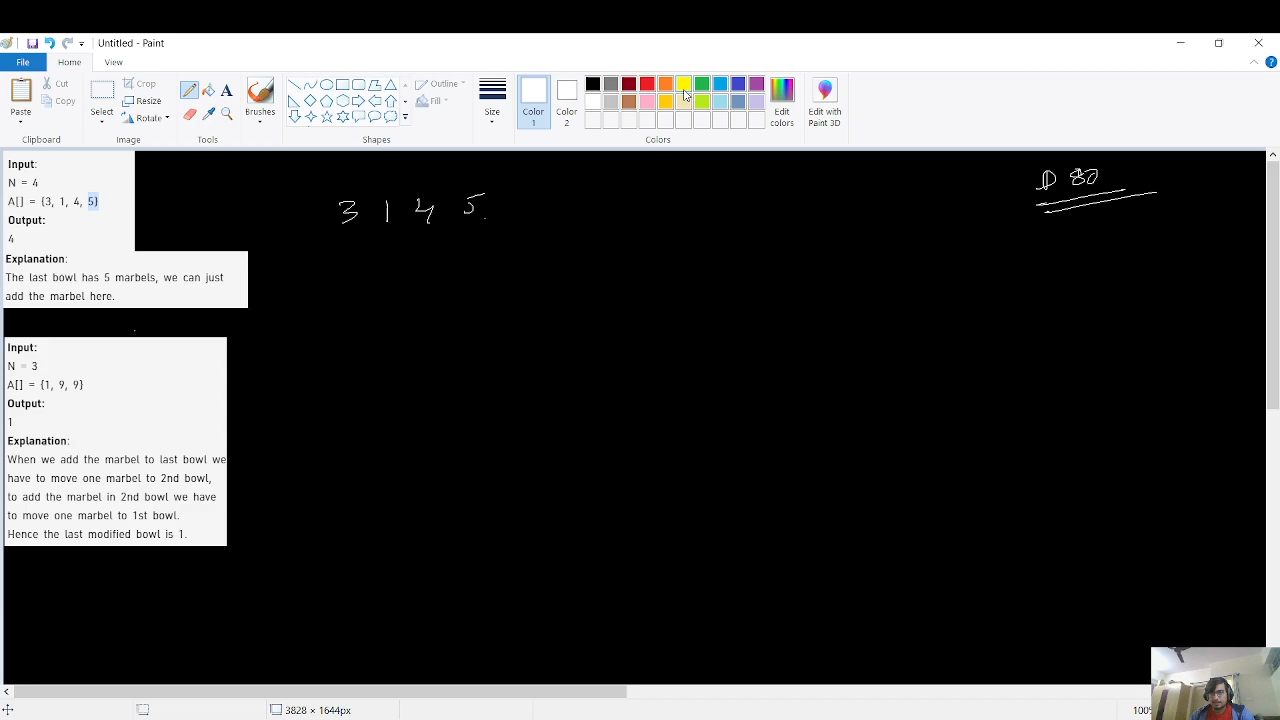 Untitled - Paint
File Home View
Paste
Cut
Copy
Clipboard
Select
Crop
Resize
Rotate
Image
Tools
Brushes
Outline
Fill
Shapes
Size
Color 1
Color 2
Edit colors
Edit with Paint 3D
Colors
Input:
N = 4
A[] = {3, 1, 4, 5}
Output:
4
Explanation:
The last bowl has 5 marbels, we can just
add the marbel here.
3 1 4 5
D 80
Input:
N = 3
A[] = {1, 9, 9}
Output:
1
Explanation:
When we add the marbel to last bowl we
have to move one marbel to 2nd bowl,
to add the marbel in 2nd bowl we have
to move one marbel to 1st bowl.
Hence the last modified bowl is 1.
3828 × 1644px